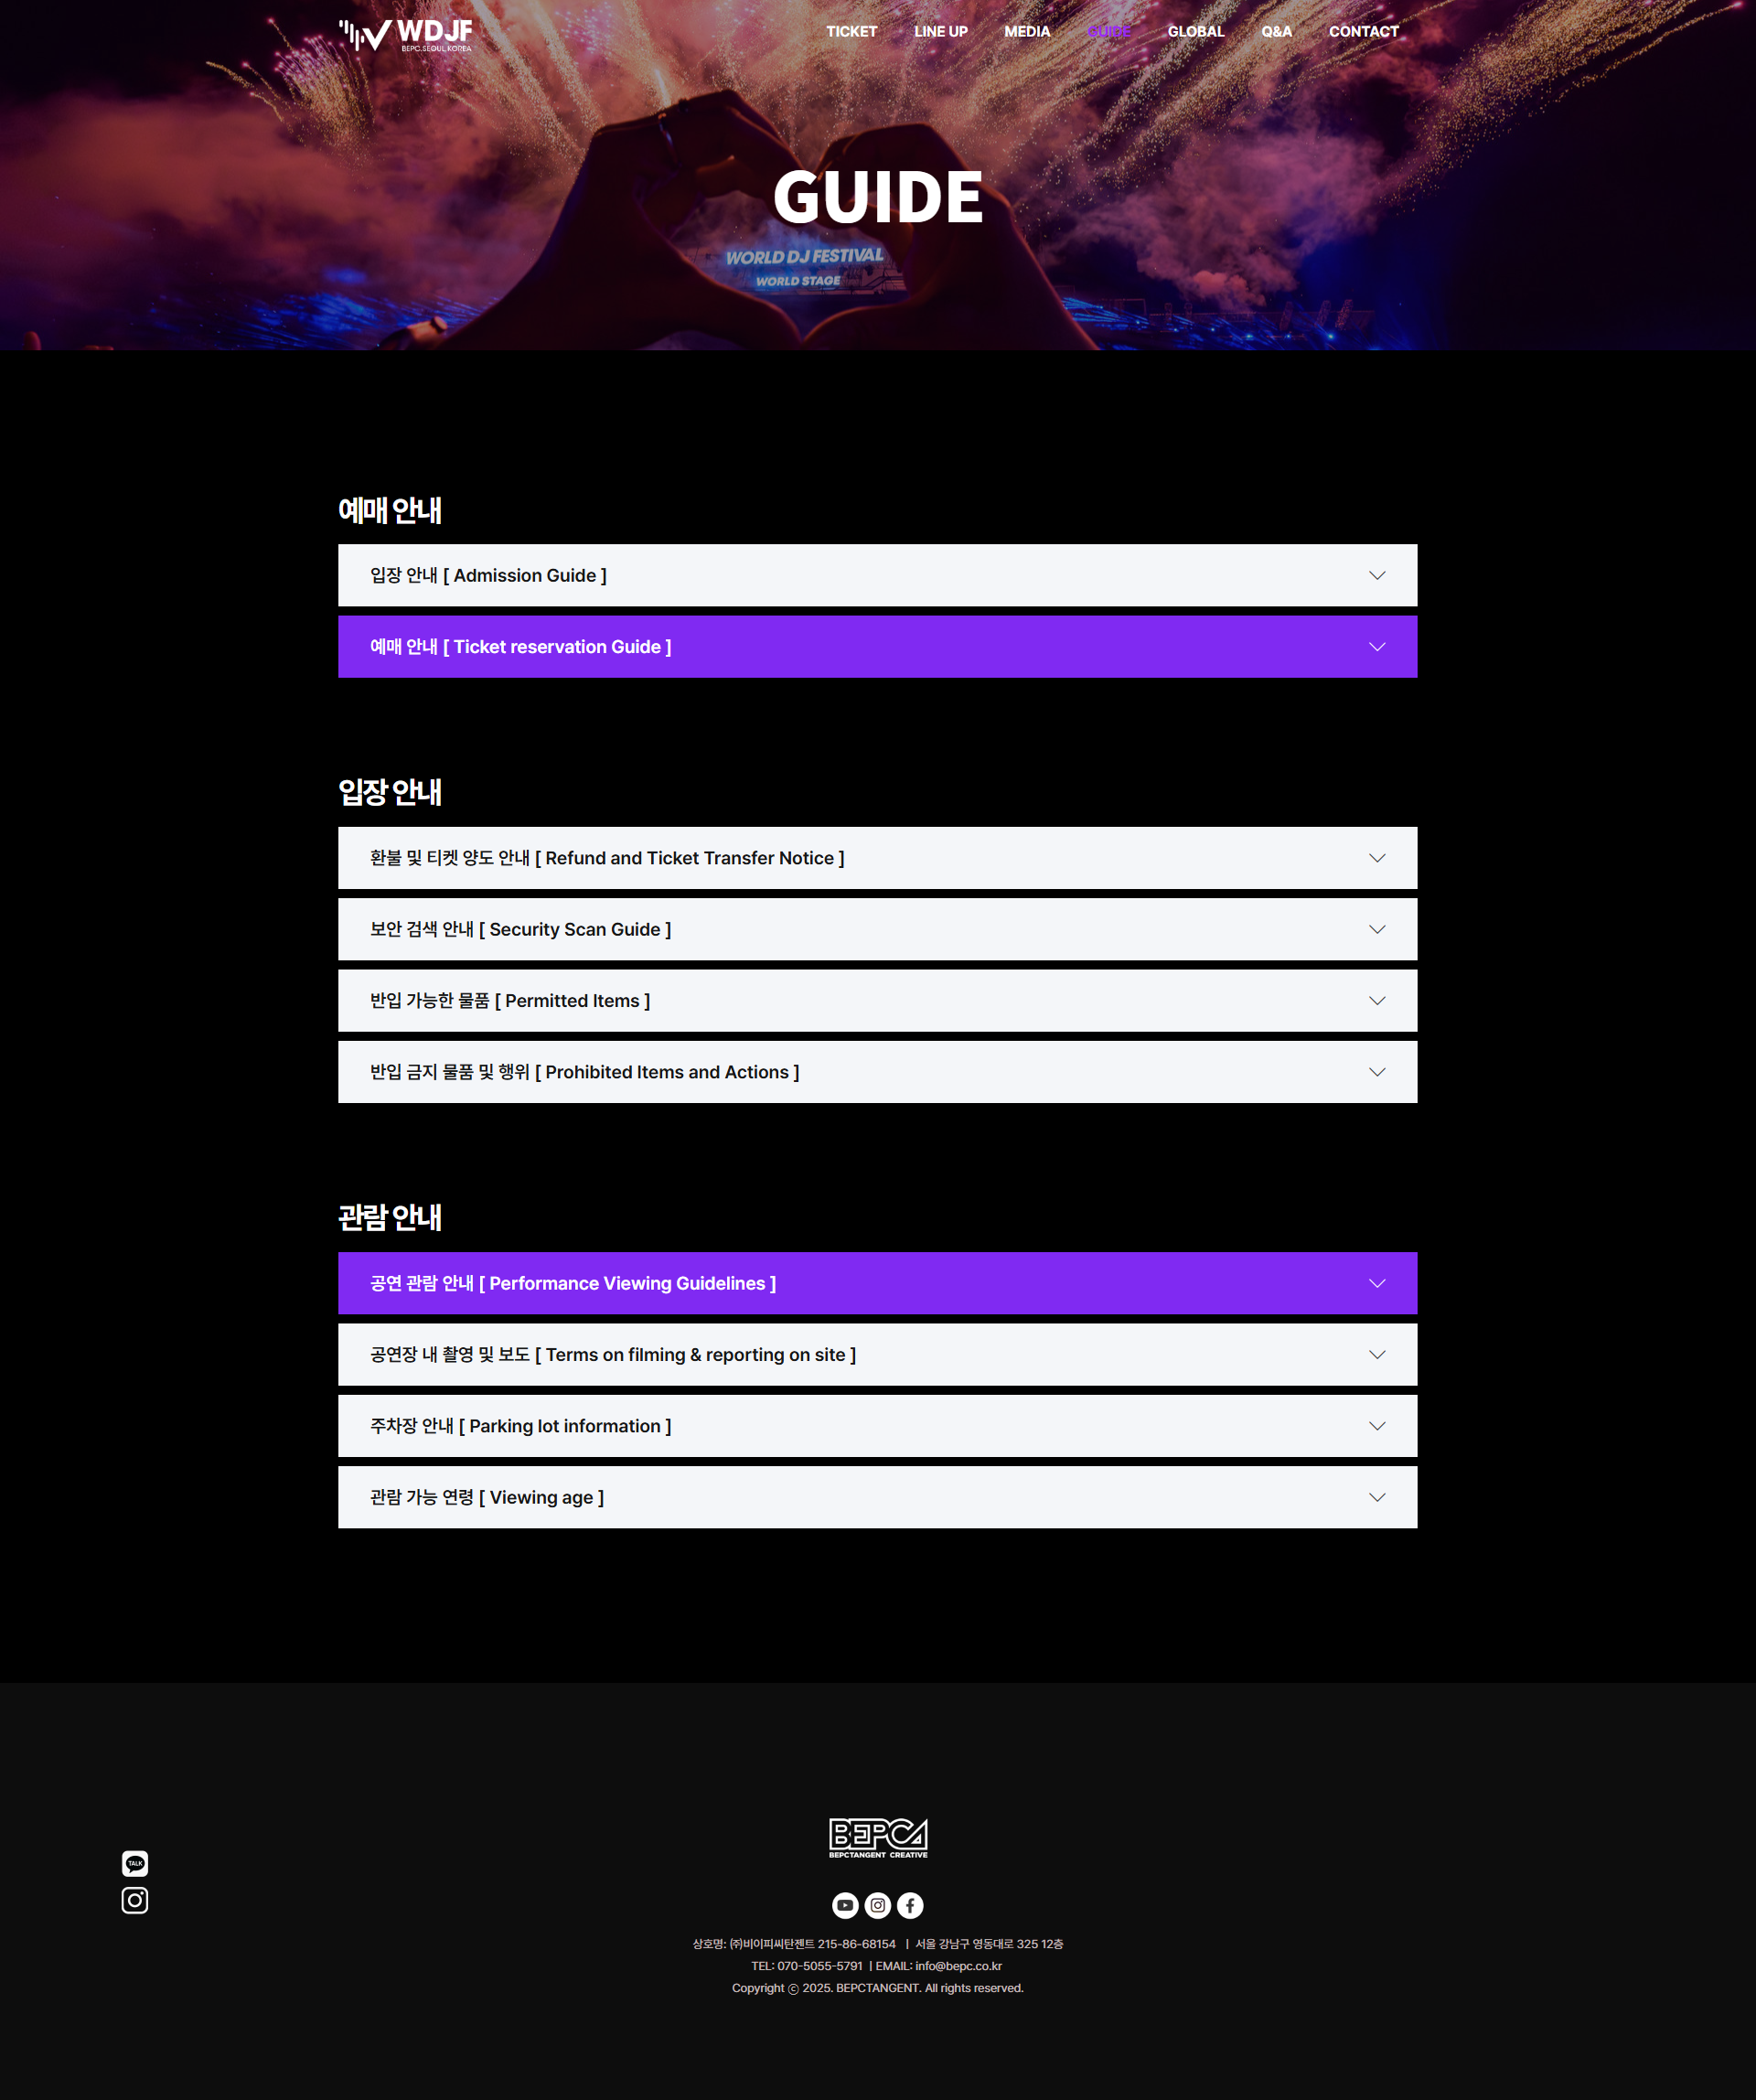 WDJF
BEPC.SEOUL.KOREA
TICKET
LINE UP
MEDIA
GUIDE
GLOBAL
Q&A
CONTACT
GUIDE
WORLD DJ FESTIVAL
WORLD STAGE
예매 안내
입장 안내 [ Admission Guide ]
예매 안내 [ Ticket reservation Guide ]
입장 안내
환불 및 티켓 양도 안내 [ Refund and Ticket Transfer Notice ]
보안 검색 안내 [ Security Scan Guide ]
반입 가능한 물품 [ Permitted Items ]
반입 금지 물품 및 행위 [ Prohibited Items and Actions ]
관람 안내
공연 관람 안내 [ Performance Viewing Guidelines ]
공연장 내 촬영 및 보도 [ Terms on filming & reporting on site ]
주차장 안내 [ Parking lot information ]
관람 가능 연령 [ Viewing age ]
BEPCA
BEPCTANGENT CREATIVE
TALK
상호명: ㈜비이피씨탄젠트 215-86-68154 | 서울 강남구 영동대로 325 12층
TEL: 070-5055-5791 | EMAIL: info@bepc.co.kr
Copyright ⓒ 2025. BEPCTANGENT. All rights reserved.